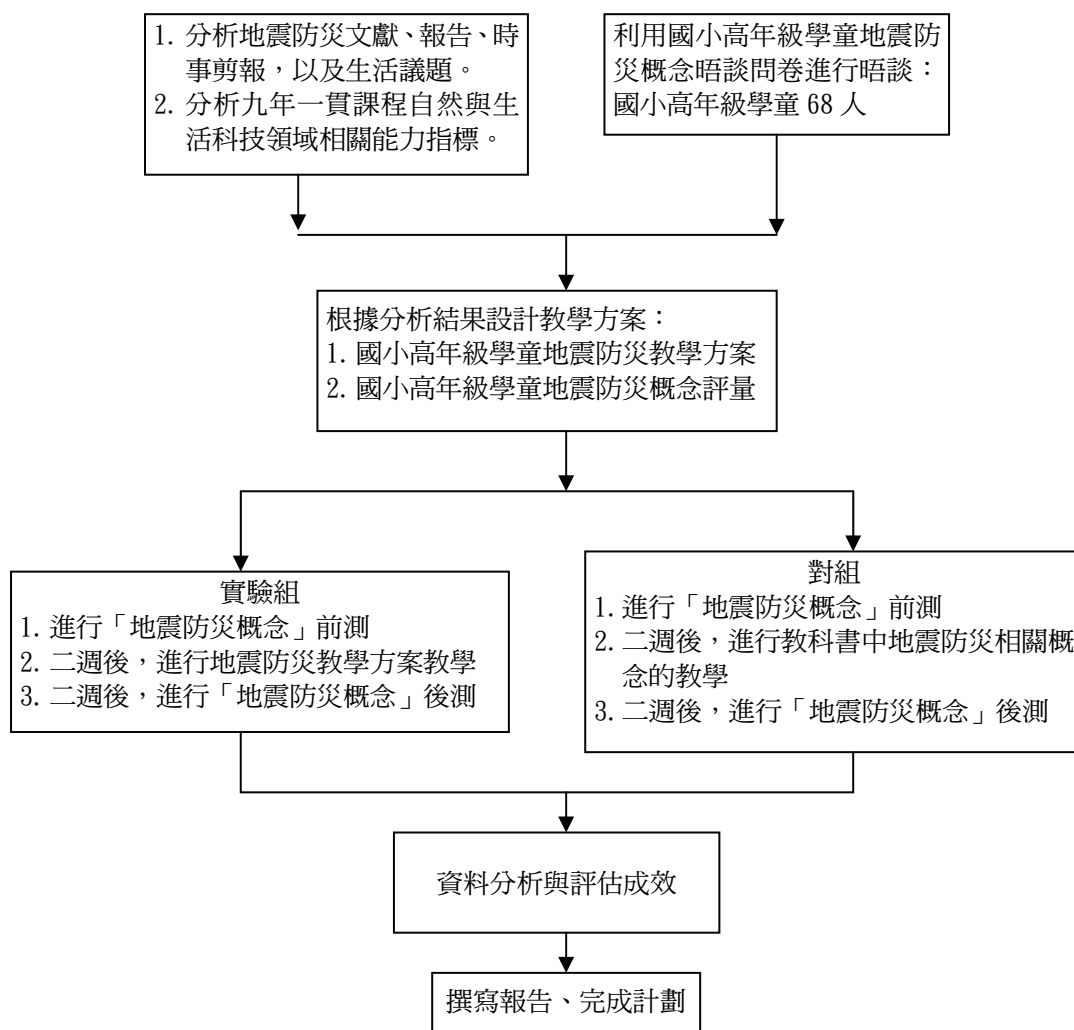 1. 分析地震防災文獻、報告、時
事剪報，以及生活議題。
2. 分析九年一貫課程自然與生
活科技領域相關能力指標。
利用國小高年級學童地震防
災概念晤談問卷進行晤談：
國小高年級學童 68 人
根據分析結果設計教學方案：
1. 國小高年級學童地震防災教學方案
2. 國小高年級學童地震防災概念評量
實驗組
1. 進行「地震防災概念」前測
2. 二週後，進行地震防災教學方案教學
3. 二週後，進行「地震防災概念」後測
對組
1. 進行「地震防災概念」前測
2. 二週後，進行教科書中地震防災相關概
念的教學
3. 二週後，進行「地震防災概念」後測
資料分析與評估成效
撰寫報告、完成計劃